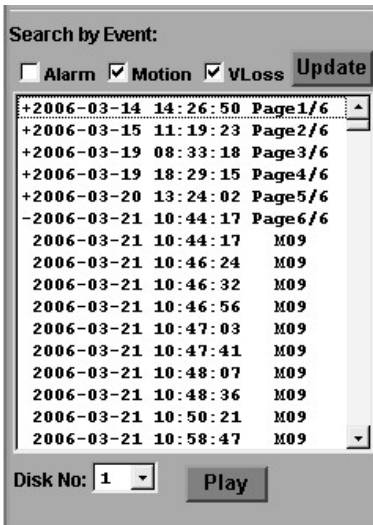 Search by Event:
Alarm Motion VLoss Update
+2006-03-14 14:26:50 Page1/6
+2006-03-15 11:19:23 Page2/6
+2006-03-19 08:33:18 Page3/6
+2006-03-19 18:29:15 Page4/6
+2006-03-20 13:24:02 Page5/6
-2006-03-21 10:44:17 Page6/6
2006-03-21 10:44:17 M09
2006-03-21 10:46:24 M09
2006-03-21 10:46:32 M09
2006-03-21 10:46:56 M09
2006-03-21 10:47:03 M09
2006-03-21 10:47:41 M09
2006-03-21 10:48:07 M09
2006-03-21 10:48:36 M09
2006-03-21 10:50:21 M09
2006-03-21 10:58:47 M09
Disk No: 1 Play